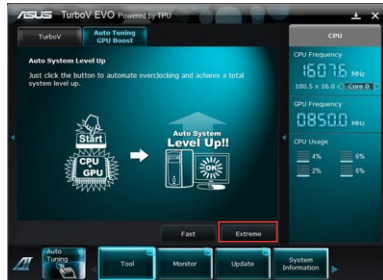 ASUS TurboV EVO Powered by TPU
TurboV
Auto Tuning
GPU Boost
CPU
Auto System Level Up
Just click the button to automate overclocking and achieve a total
system level up.
CPU Frequency
1607.6 MHz
100.5 x 16.0 < Core 0 >
GPU Frequency
0850.0 MHz
CPU Usage
4% 6%
2% 6%
Start
CPU
GPU
Auto System
Level Up!!
OK
Fast
Extreme
Auto
Tuning
Tool
Monitor
Update
System
Information